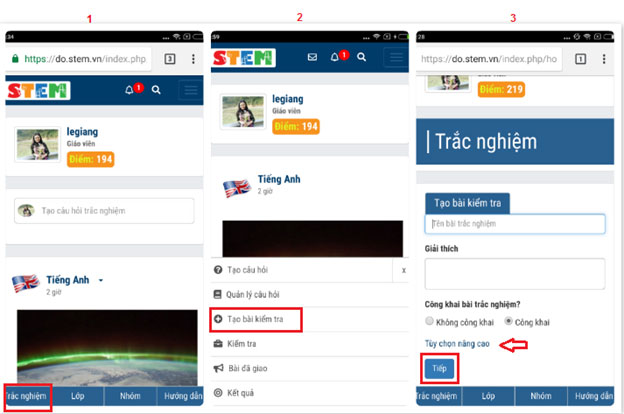 1
:34
https://do.stem.vn/index.php
3
STEM
1
legiang
Giáo viên
Điểm: 194
Tạo câu hỏi trắc nghiệm
Tiếng Anh
2 giờ
Trắc nghiệm
Lớp
Nhóm
Hướng dẫn
2
:59
STEM
1
legiang
Giáo viên
Điểm: 194
Tiếng Anh
2 giờ
Tạo câu hỏi
x
Quản lý câu hỏi
Tạo bài kiểm tra
Kiểm tra
Bài đã giao
Kết quả
3
:28
https://do.stem.vn/index.php/ho
1
Điểm: 219
Trắc nghiệm
Tạo bài kiểm tra
Tên bài trắc nghiệm
Giải thích
Công khai bài trắc nghiệm?
Không công khai
Công khai
Tùy chọn nâng cao
Tiếp
Trắc nghiệm
Lớp
Nhóm
Hướng dẫn